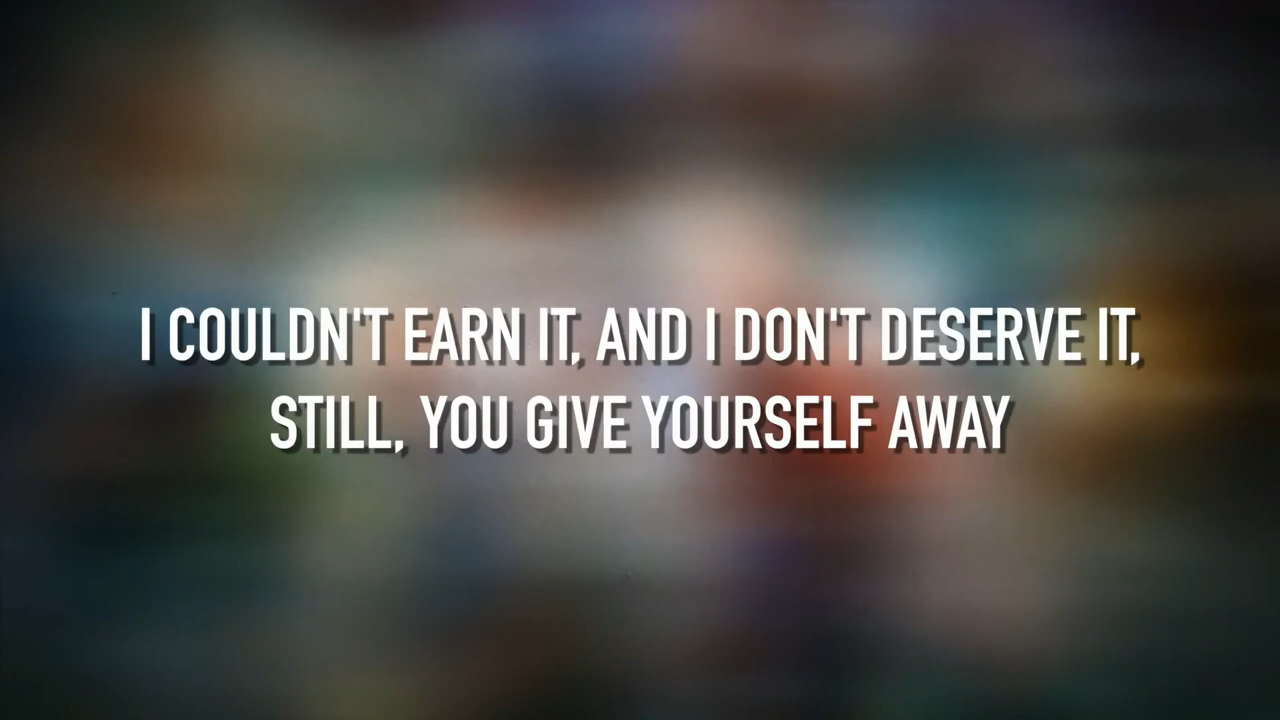 I COULDN'T EARN IT, AND I DON'T DESERVE IT,
STILL, YOU GIVE YOURSELF AWAY